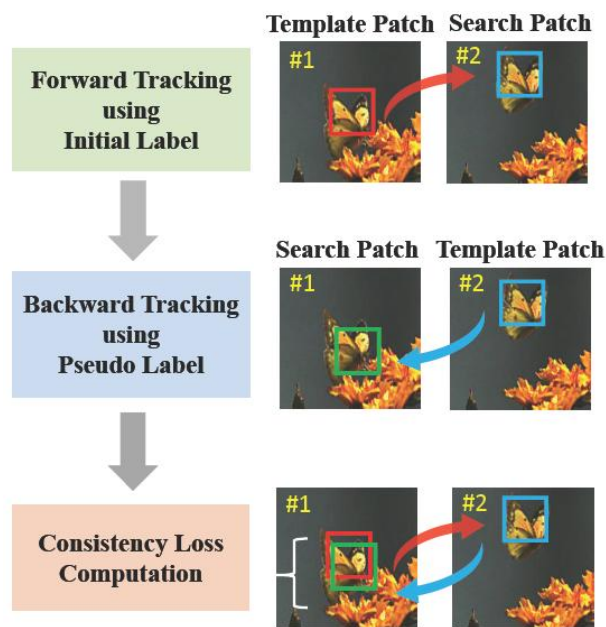 Template Patch Search Patch
Forward Tracking
using
Initial Label
#1
#2
Search Patch Template Patch
Backward Tracking
using
Pseudo Label
#1
#2
Consistency Loss
Computation
#1
#2